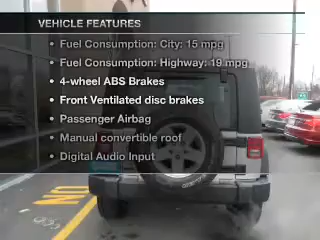 VEHICLE FEATURES
Fuel Consumption: City: 15 mpg
Fuel Consumption: Highway: 19 mpg
4-wheel ABS Brakes
Front Ventilated disc brakes
Passenger Airbag
Manual convertible roof
Digital Audio Input
NO